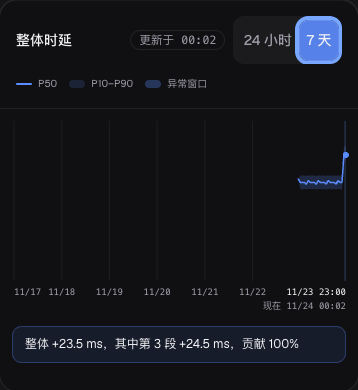 整体时延
更新于 00:02
24 小时
7 天
P50
P10–P90
异常窗口
11/17 11/18 11/19 11/20 11/21 11/22 11/23 23:00
现在 11/24 00:02
整体 +23.5 ms，其中第 3 段 +24.5 ms，贡献 100%